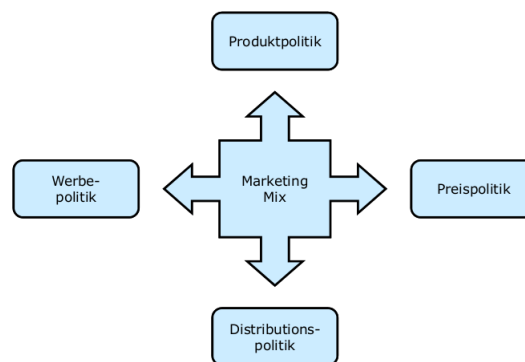 Produktpolitik
Werbe-
politik
Marketing
Mix
Preispolitik
Distributions-
politik